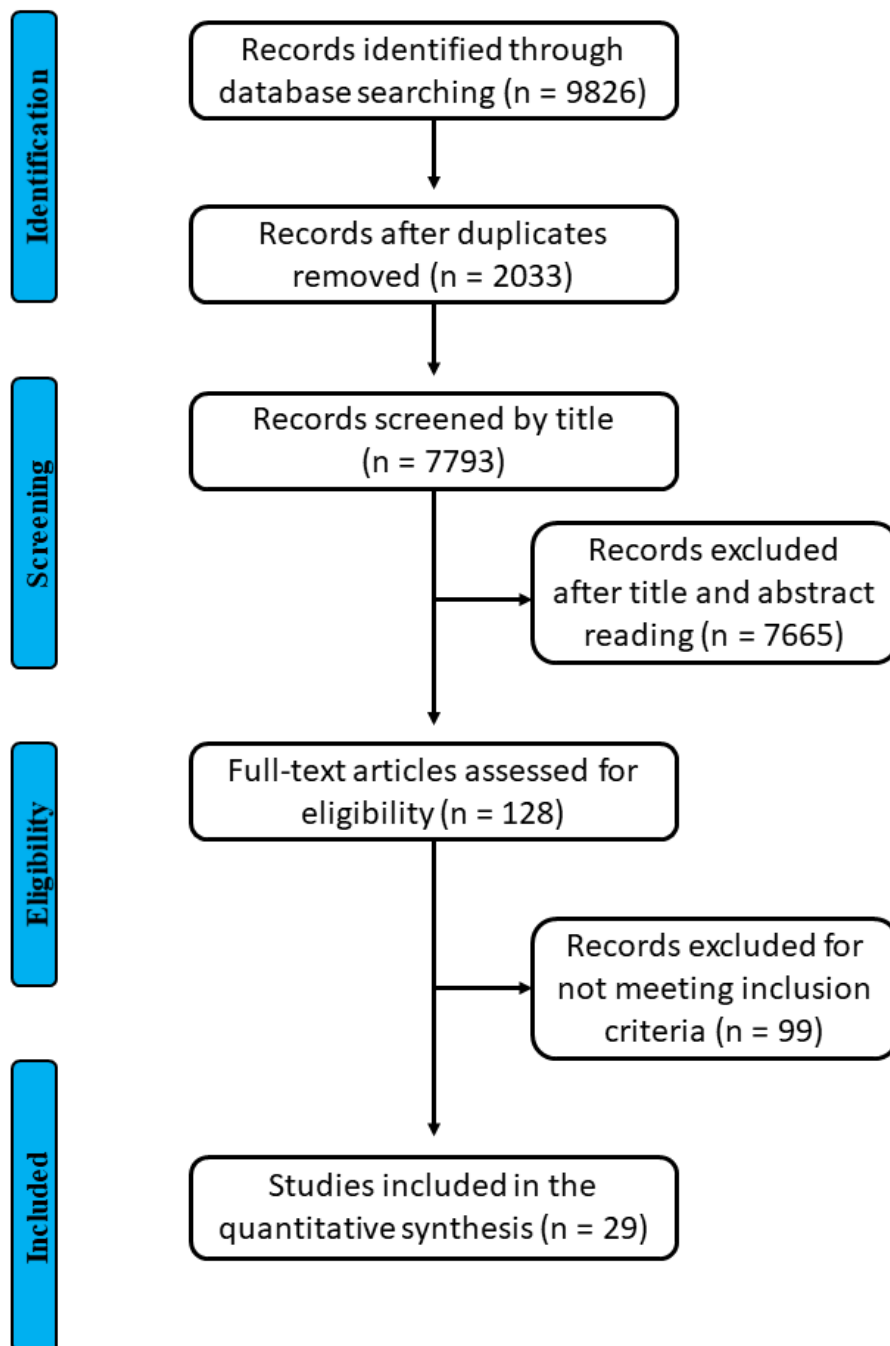 Identification
Records identified through
database searching (n = 9826)
Records after duplicates
removed (n = 2033)
Screening
Records screened by title
(n = 7793)
Records excluded
after title and abstract
reading (n = 7665)
Eligibility
Full-text articles assessed for
eligibility (n = 128)
Records excluded for
not meeting inclusion
criteria (n = 99)
Included
Studies included in the
quantitative synthesis (n = 29)